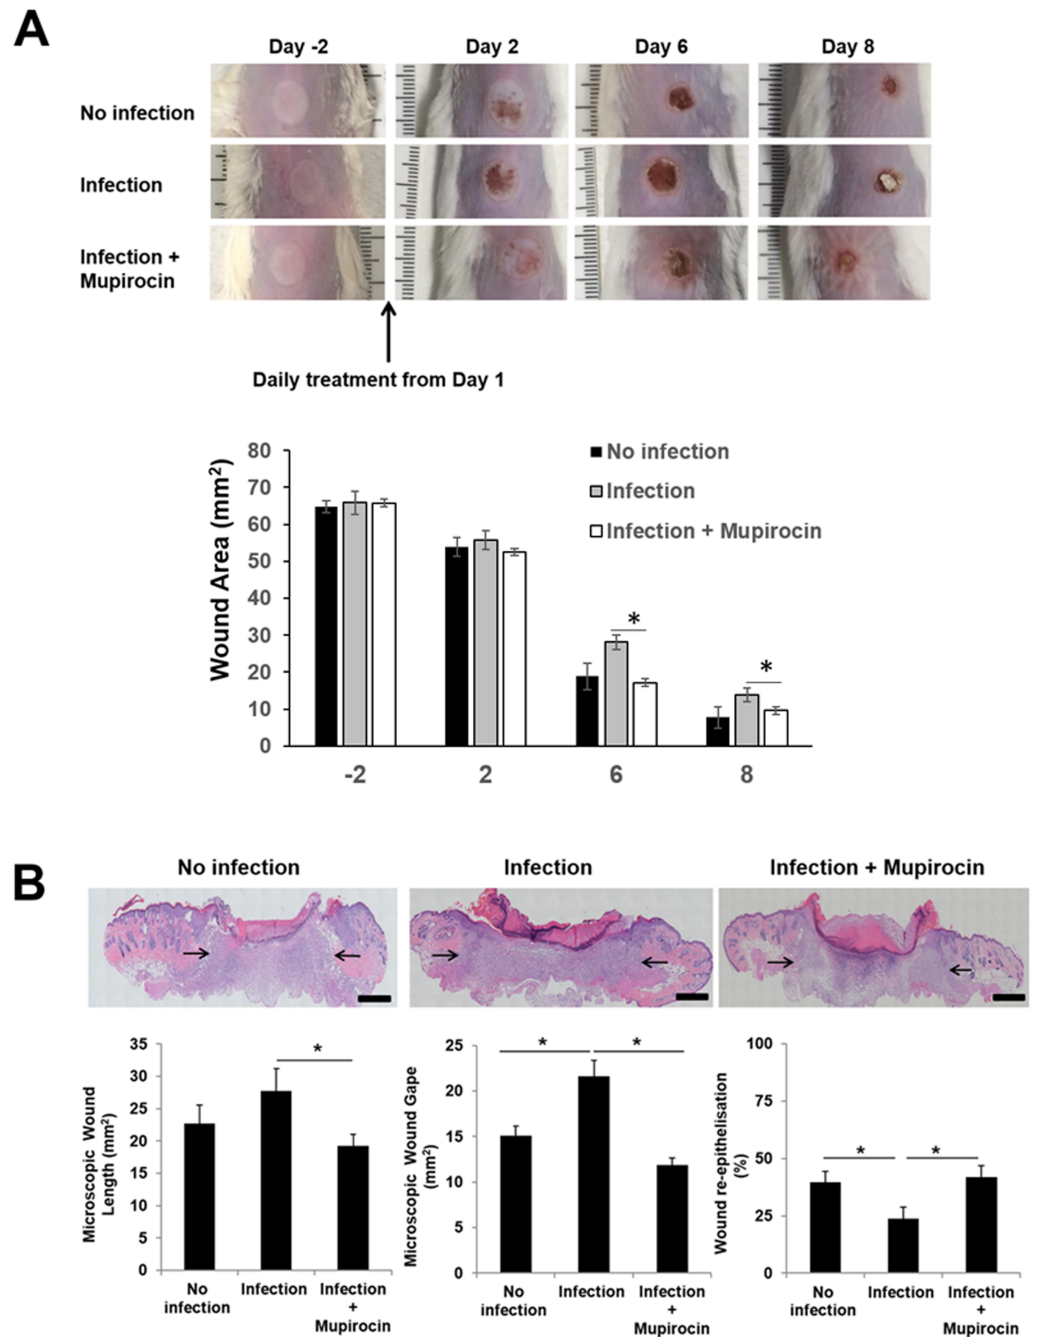 A
Day -2 Day 2 Day 6 Day 8
No infection
Infection
Infection +
Mupirocin
Daily treatment from Day 1
Wound Area (mm²)
80
70
60
50
40
30
20
10
0
No infection
Infection
Infection + Mupirocin
*
*
-2 2 6 8
B
No infection Infection Infection + Mupirocin
Microscopic Wound
Length (mm²)
35
30
25
20
15
10
5
0
*
No
infection
Infection
Infection
+
Mupirocin
Microscopic Wound Gape
(mm²)
25
20
15
10
5
0
* *
No
infection
Infection
Infection
+
Mupirocin
Wound re-epithelisation
(%)
100
75
50
25
0
* *
No
infection
Infection
Infection
+
Mupirocin